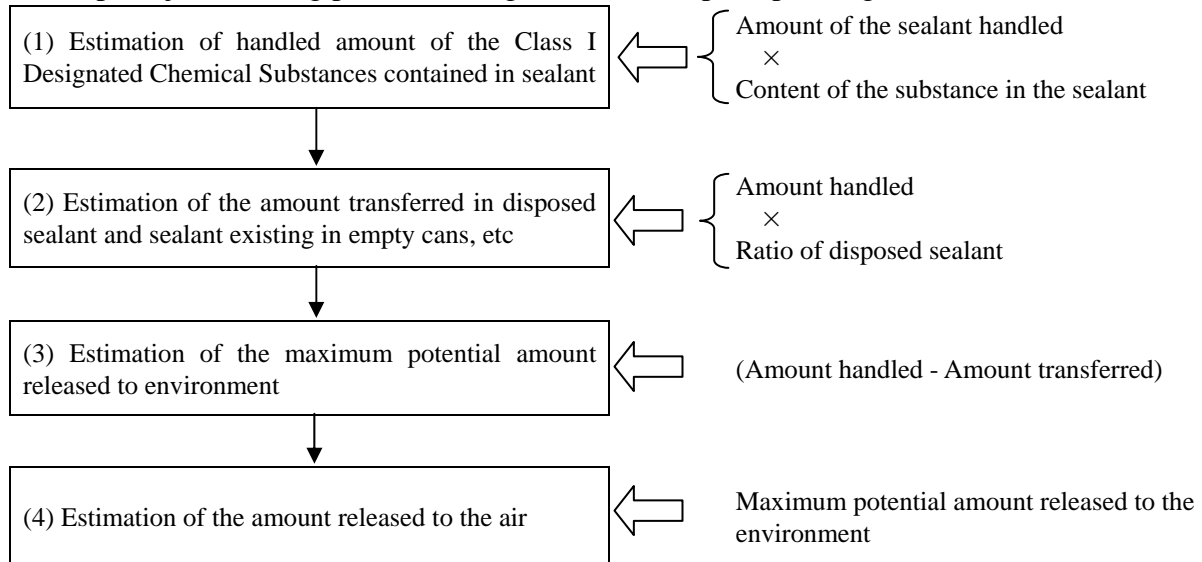 (1) Estimation of handled amount of the Class I
Designated Chemical Substances contained in sealant
Amount of the sealant handled
×
Content of the substance in the sealant
(2) Estimation of the amount transferred in disposed
sealant and sealant existing in empty cans, etc
Amount handled
×
Ratio of disposed sealant
(3) Estimation of the maximum potential amount
released to environment
(Amount handled - Amount transferred)
(4) Estimation of the amount released to the air
Maximum potential amount released to the
environment